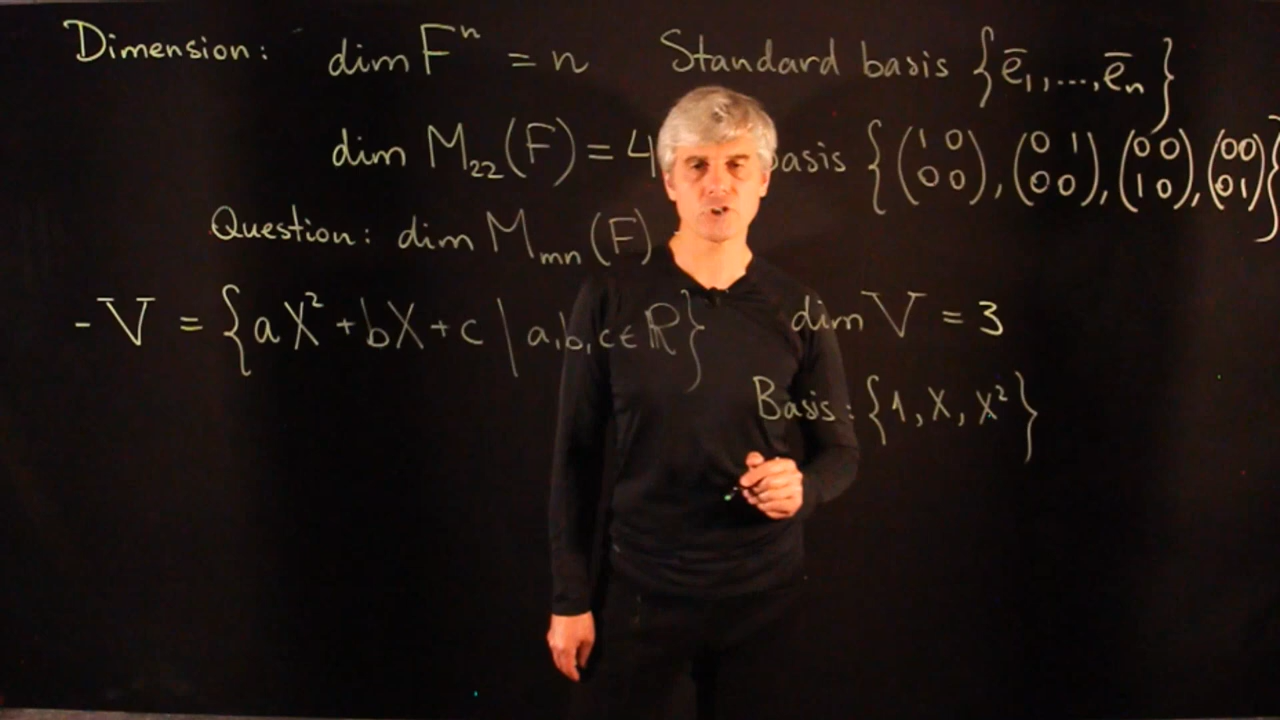 Dimension: dim Fⁿ = n Standard basis {ē₁,...,ēₙ}
dim M₂₂(F) = 4 basis {(1 0 / 0 0), (0 1 / 0 0), (0 0 / 1 0), (0 0 / 0 1)}
Question: dim Mₘₙ(F)
- V = {aX² + bX + c | a,b,c ∈ ℝ} dim V = 3
Basis: {1, X, X²}